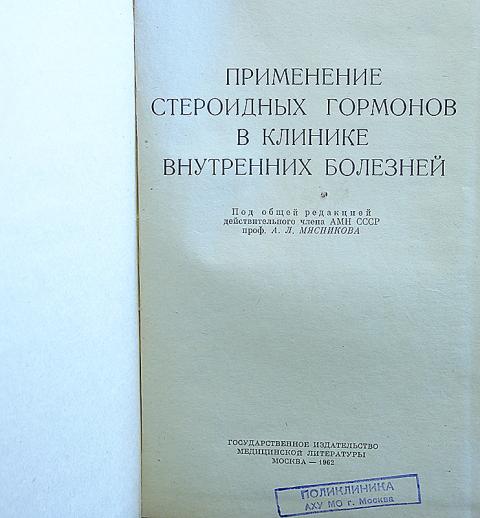 ПРИМЕНЕНИЕ
СТЕРОИДНЫХ ГОРМОНОВ
В КЛИНИКЕ
ВНУТРЕННИХ БОЛЕЗНЕЙ
Под общей редакцией
действительного члена АМН СССР
проф. А. Л. МЯСНИКОВА
ГОСУДАРСТВЕННОЕ ИЗДАТЕЛЬСТВО
МЕДИЦИНСКОЙ ЛИТЕРАТУРЫ
МОСКВА — 1962
ПОЛИКЛИНИКА
АХУ МО г. Москва